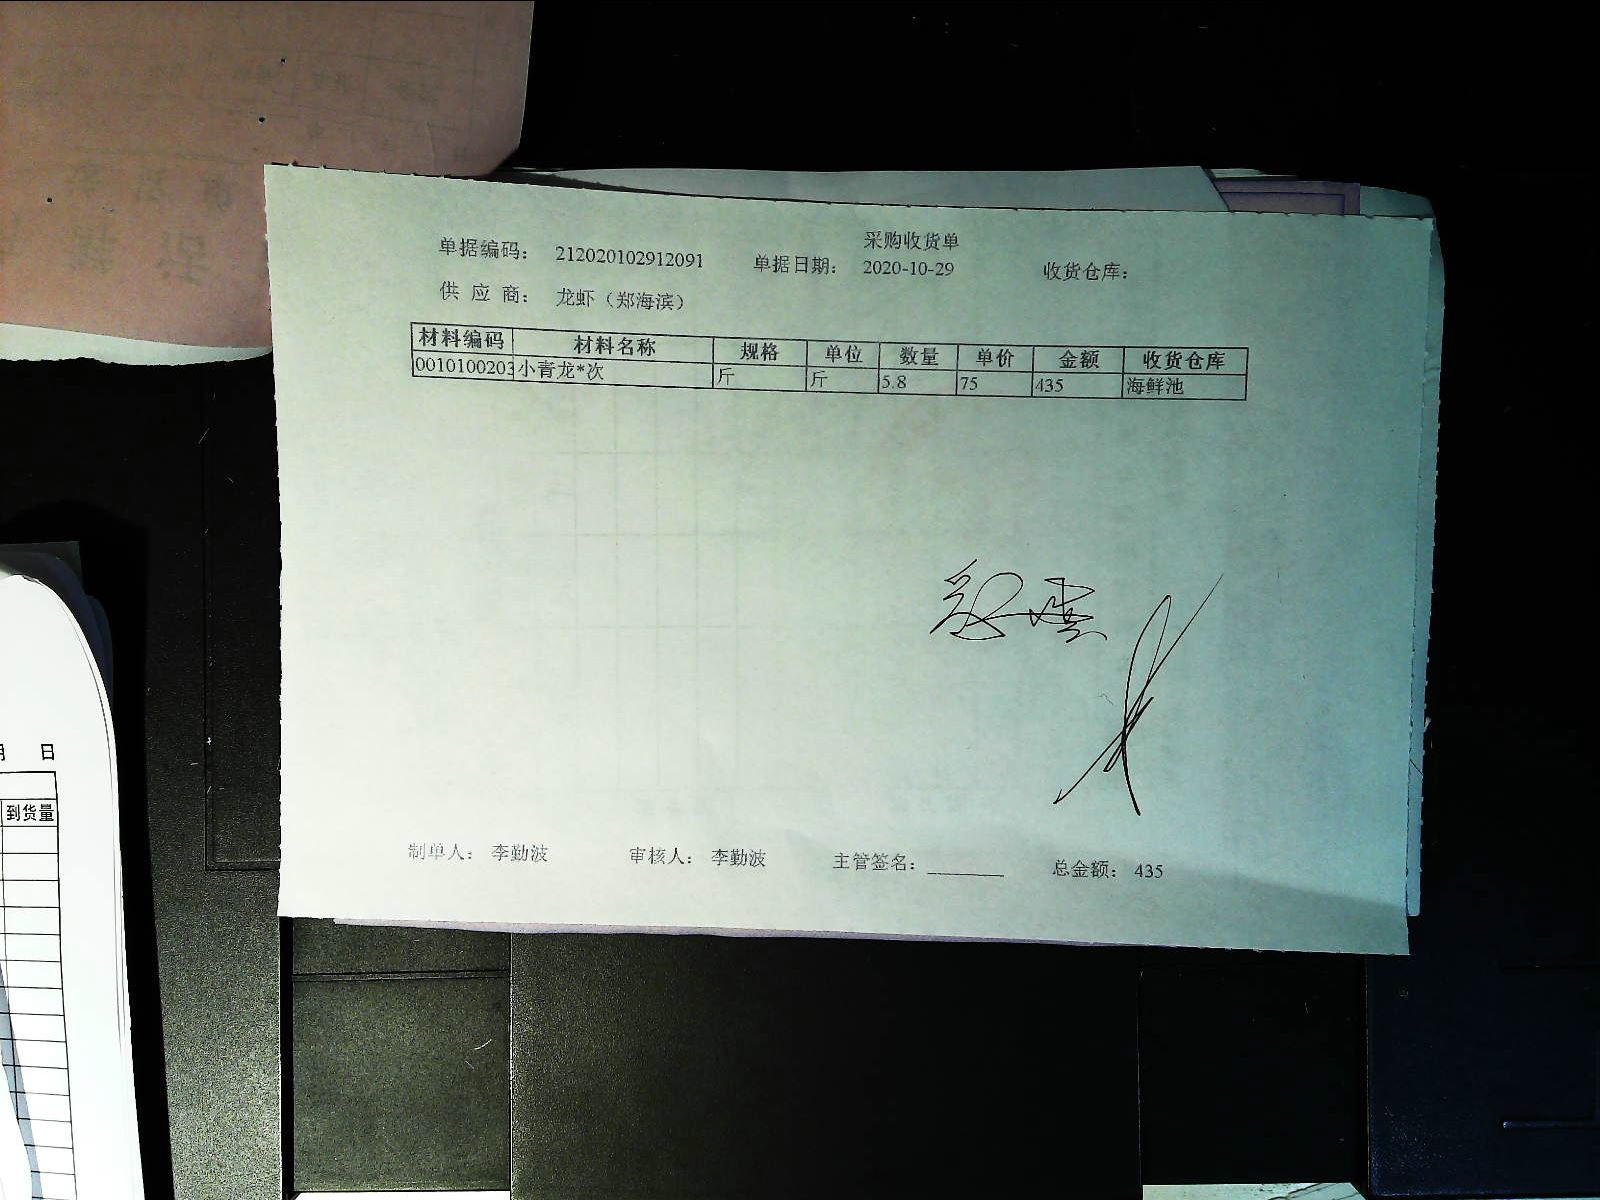 采购收货单
单据编码： 212020102912091 单据日期： 2020-10-29 收货仓库：
供 应 商： 龙虾（郑海滨）
材料编码 材料名称 规格 单位 数量 单价 金额 收货仓库
0010100203 小青龙*次 斤 斤 5.8 75 435 海鲜池
制单人： 李勤波 审核人： 李勤波 主管签名： 总金额： 435
日
到货量